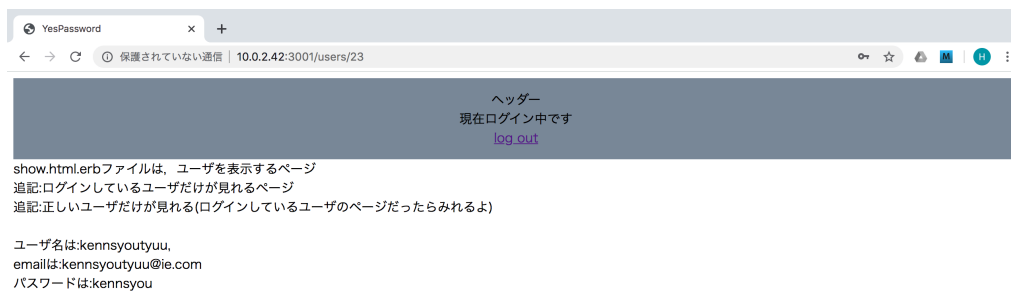 YesPassword
保護されていない通信 10.0.2.42:3001/users/23
M
H
ヘッダー
現在ログイン中です
log out
show.html.erbファイルは，ユーザを表示するページ
追記:ログインしているユーザだけが見れるページ
追記:正しいユーザだけが見れる(ログインしているユーザのページだったらみれるよ)
ユーザ名は:kennsyoutyuu,
emailは:kennsyoutyuu@ie.com
パスワードは:kennsyou